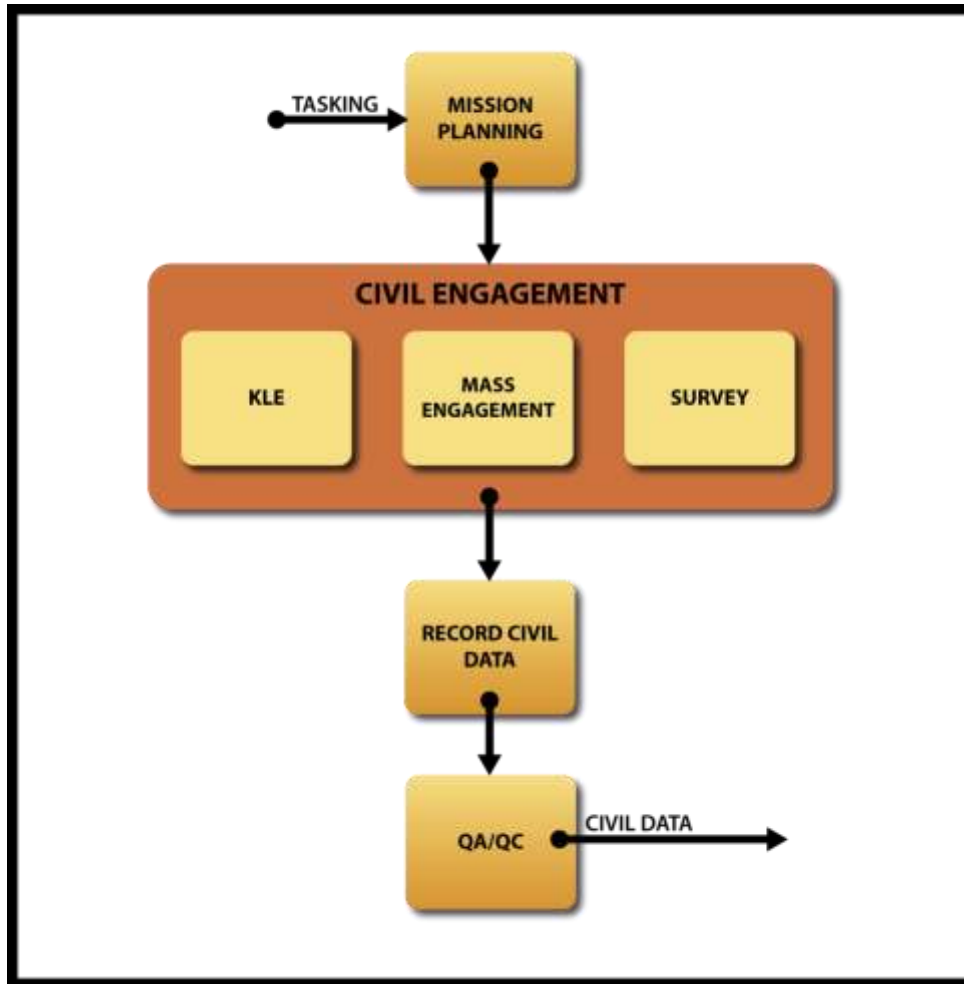 TASKING
MISSION
PLANNING
CIVIL ENGAGEMENT
KLE
MASS
ENGAGEMENT
SURVEY
RECORD CIVIL
DATA
QA/QC
CIVIL DATA